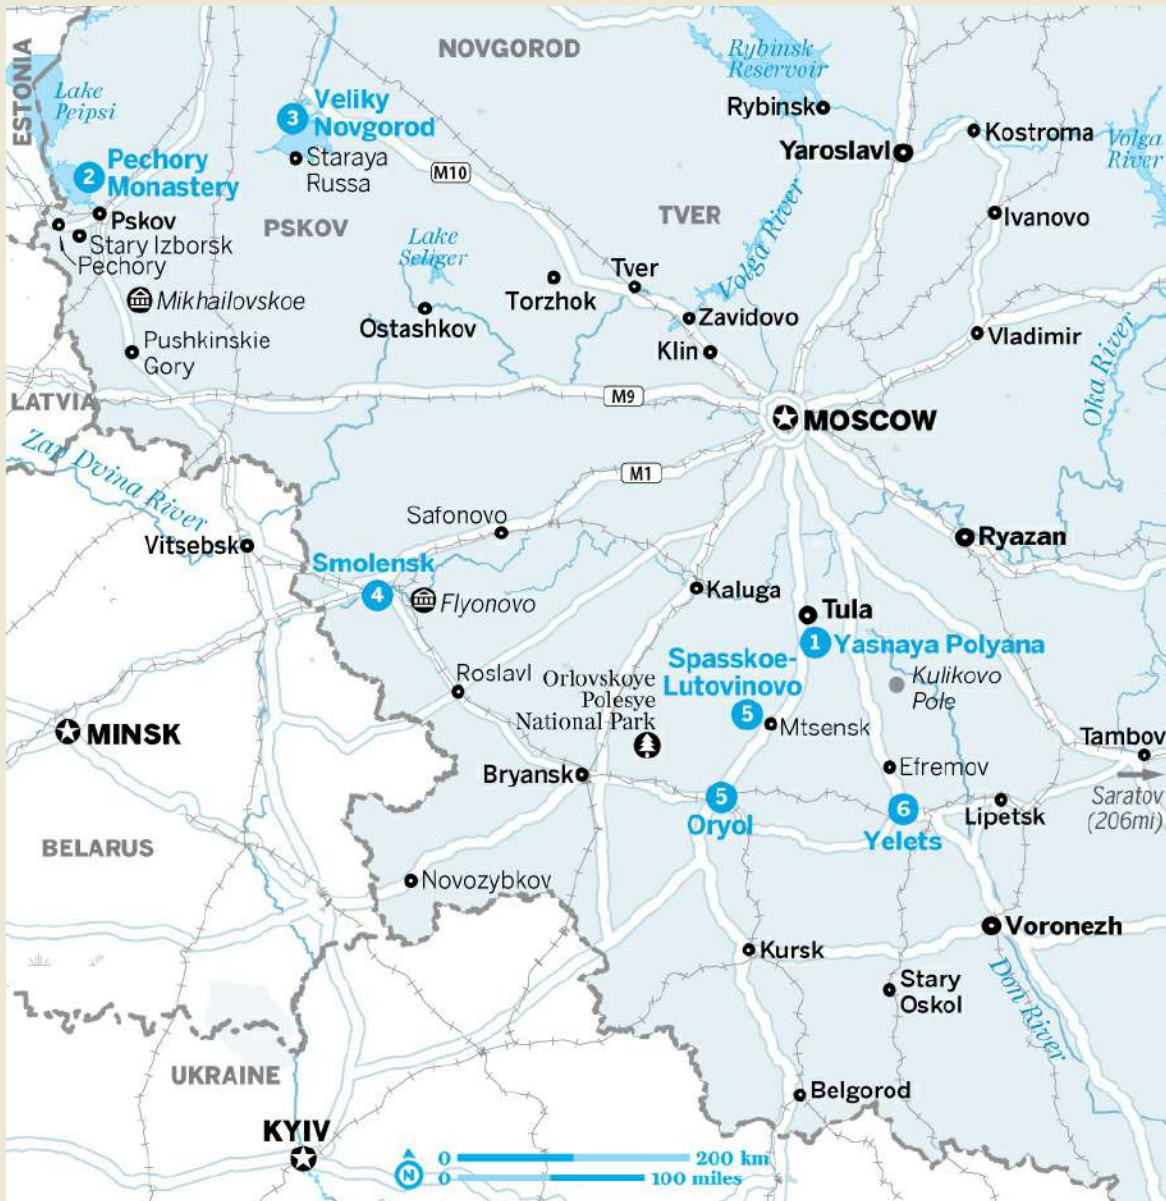 NOVGOROD
ESTONIA
Rybinsk
Reservoir
Lake
Peipsi
Veliky
Novgorod
3
Rybinsk
Kostroma
Volga
River
Yaroslavl
Pechory
Monastery
2
Staraya
Russa
M10
Pskov
PSKOV
TVER
Ivanovo
Stary Izborsk
Pechory
Lake
Seliger
Volga River
Tver
Mikhailovskoe
Torzhok
Ostashkov
Zavidovo
Vladimir
Pushkinskie
Gory
Klin
Oka River
LATVIA
M9
MOSCOW
Zap Dvina River
M1
Safonovo
Vitsebsk
Ryazan
Smolensk
4
Flyonovo
Kaluga
Tula
1
Yasnaya Polyana
Spasskoe-
Lutovinovo
5
Roslavl
Orlovskoye
Polesye
National Park
Kulikovo
Pole
Mtsensk
MINSK
Tambov
Bryansk
Efremov
Saratov
(206mi)
5
Oryol
6
Yelets
Lipetsk
BELARUS
Novozybkov
Voronezh
Kursk
Stary
Oskol
Don River
UKRAINE
Belgorod
KYIV
N
0 200 km
0 100 miles